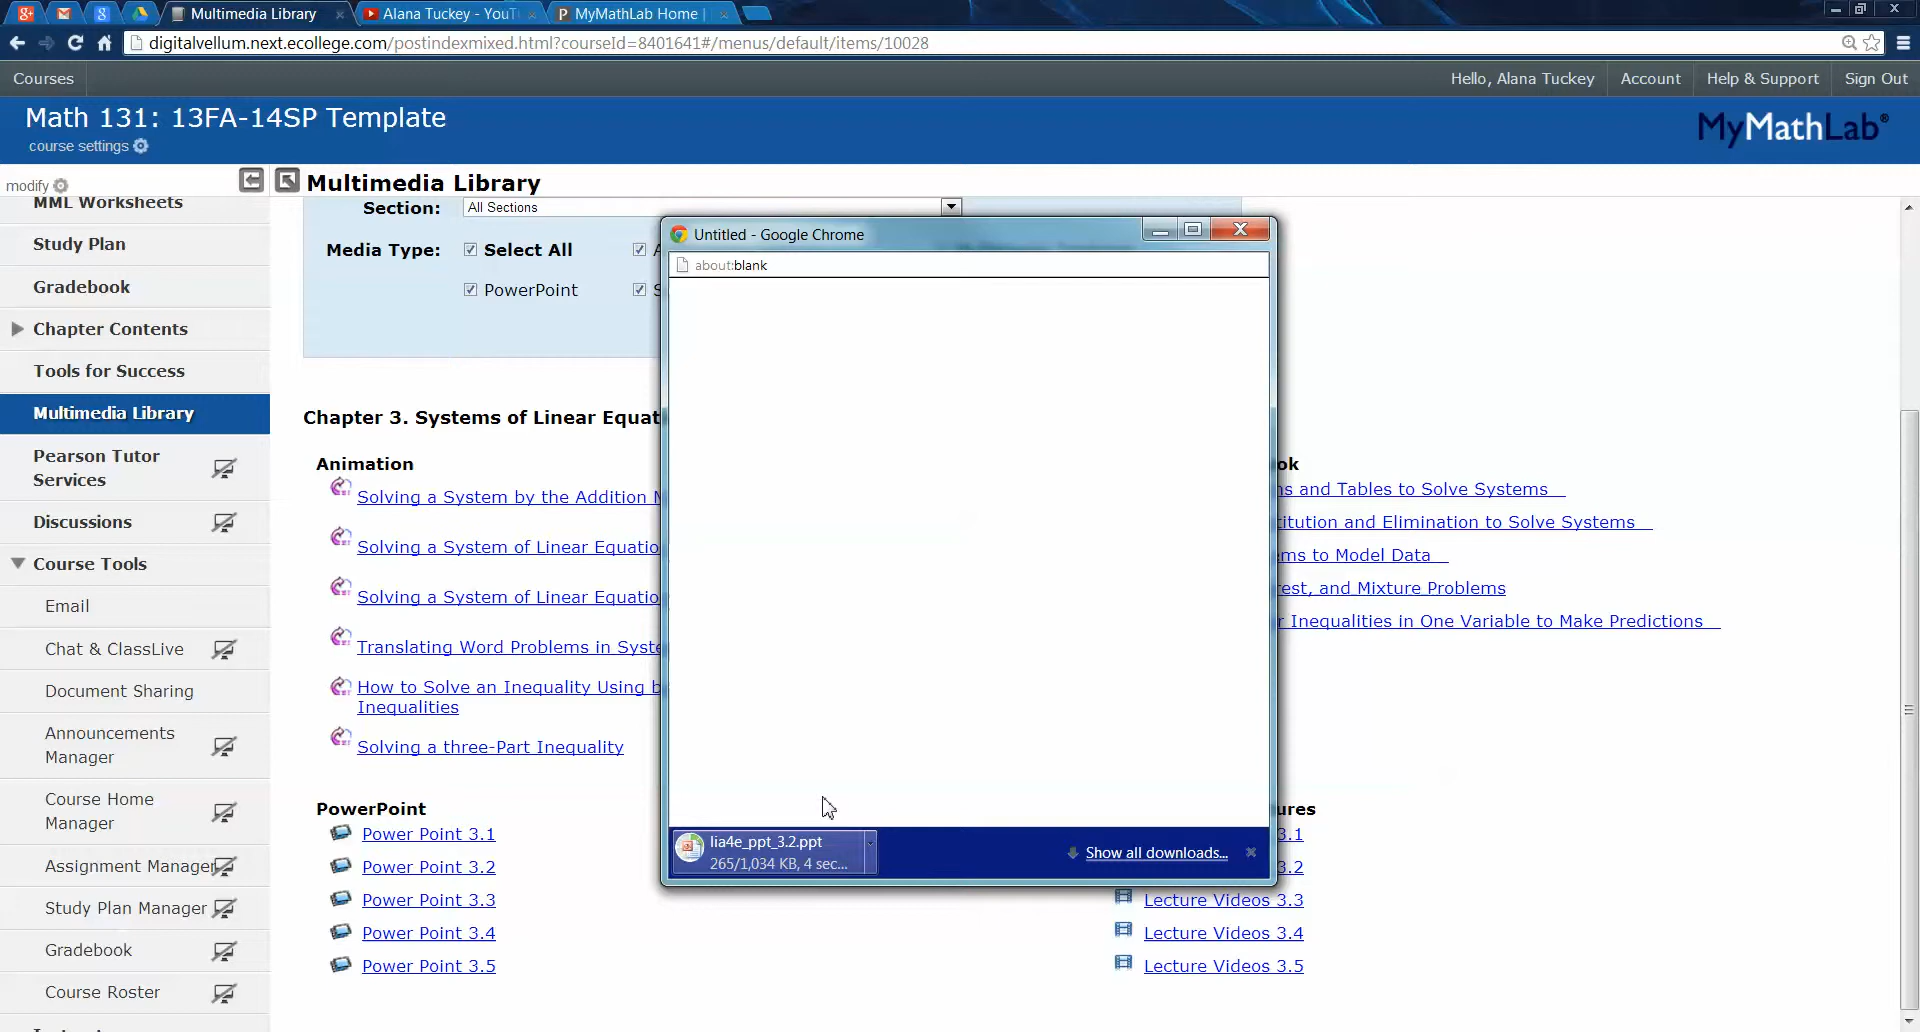 Multimedia Library
Alana Tuckey - YouT
MyMathLab Home |
digitalvellum.next.ecollege.com/postindexmixed.html?courseId=8401641#/menus/default/items/10028
Courses
Hello, Alana Tuckey
Account
Help & Support
Sign Out
Math 131: 13FA-14SP Template
course settings
MyMathLab®
modify
MML Worksheets
Study Plan
Gradebook
Chapter Contents
Tools for Success
Multimedia Library
Pearson Tutor
Services
Discussions
Course Tools
Email
Chat & ClassLive
Document Sharing
Announcements
Manager
Course Home
Manager
Assignment Manager
Study Plan Manager
Gradebook
Course Roster
Multimedia Library
Section:
All Sections
Media Type:
Select All
A
PowerPoint
S
Untitled - Google Chrome
about:blank
Chapter 3. Systems of Linear Equat
Animation
Solving a System by the Addition M
Solving a System of Linear Equatio
Solving a System of Linear Equatio
Translating Word Problems in Syste
How to Solve an Inequality Using b
Inequalities
Solving a three-Part Inequality
ok
ns and Tables to Solve Systems
titution and Elimination to Solve Systems
ems to Model Data
rest, and Mixture Problems
r Inequalities in One Variable to Make Predictions
PowerPoint
Power Point 3.1
Power Point 3.2
Power Point 3.3
Power Point 3.4
Power Point 3.5
ures
3.1
3.2
Lecture Videos 3.3
Lecture Videos 3.4
Lecture Videos 3.5
lia4e_ppt_3.2.ppt
265/1,034 KB, 4 sec...
Show all downloads...